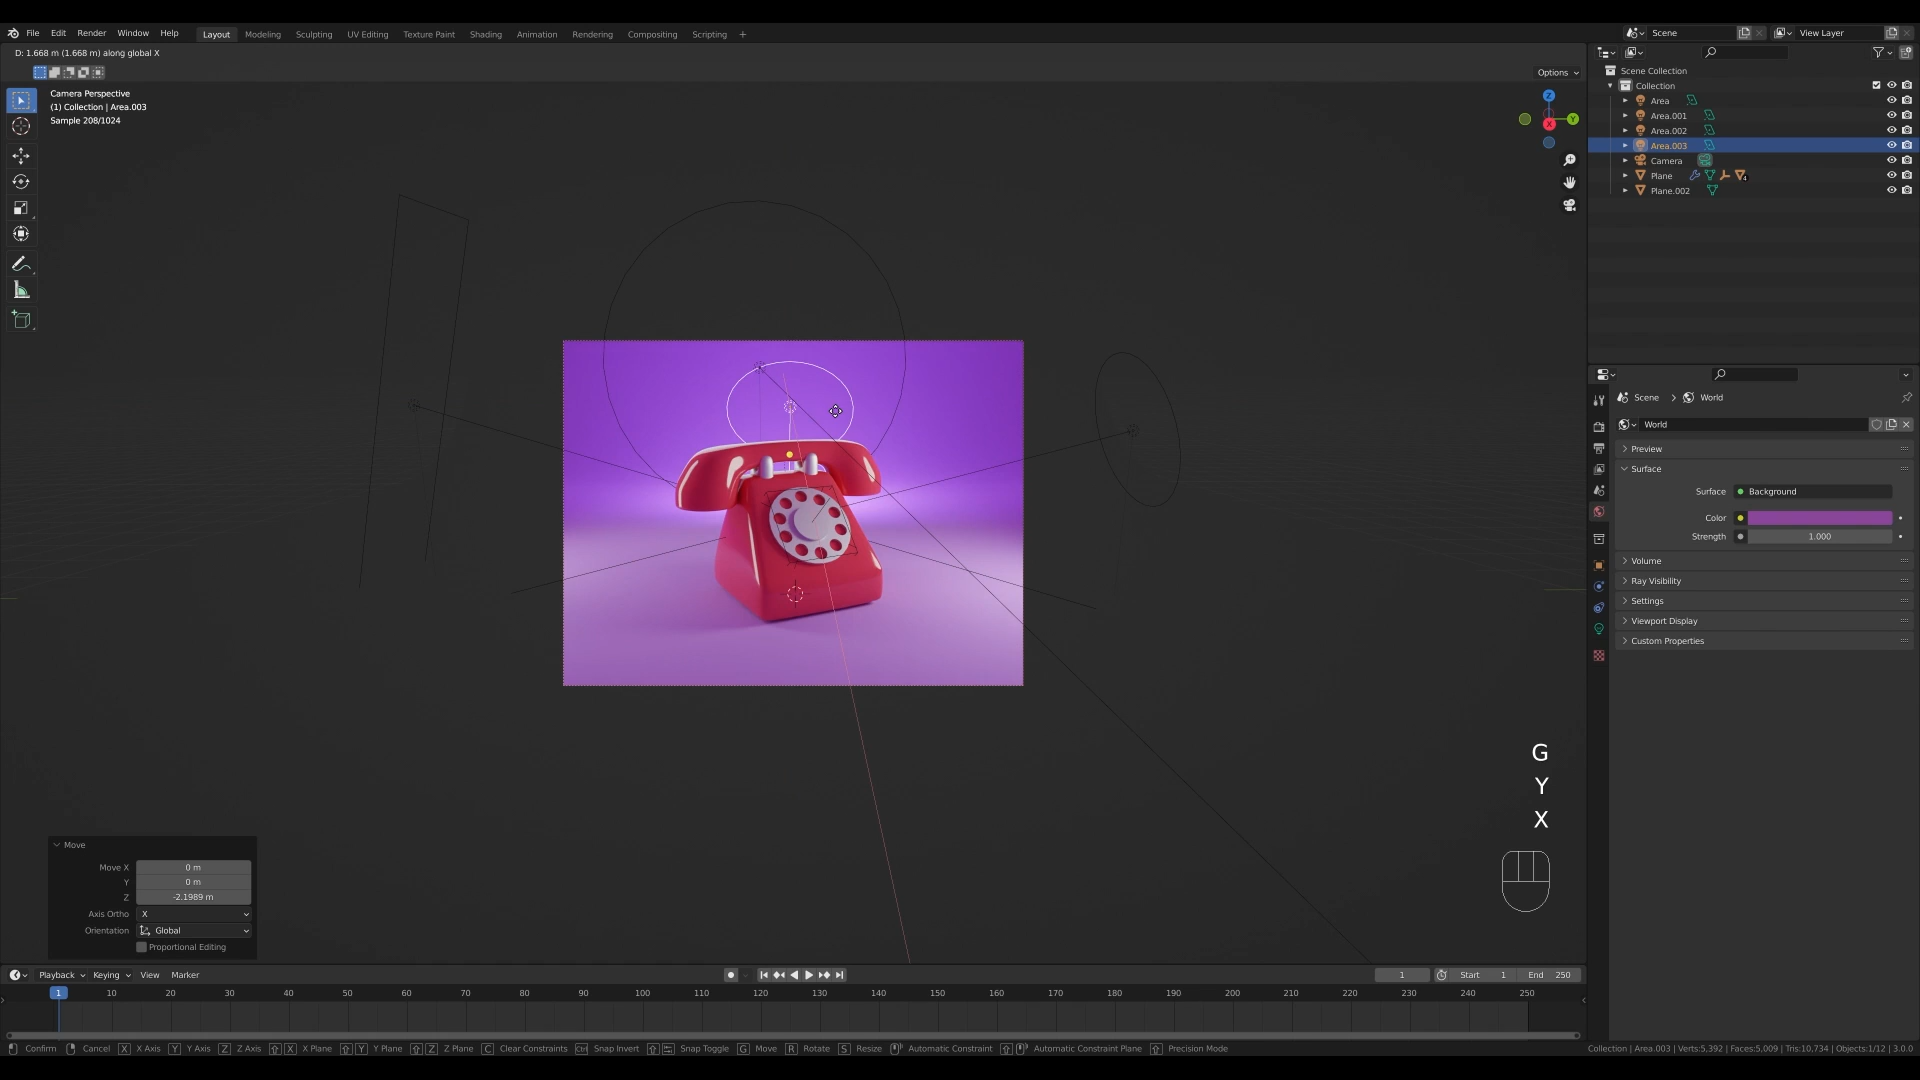 File Edit Render Window Help Layout Modeling Sculpting UV Editing Texture Paint Shading Animation Rendering Compositing Scripting + Scene View Layer
D: 1.668 m (1.668 m) along global X
Options
Camera Perspective
(1) Collection | Area.003
Sample 208/1024
Z
Y
X
Scene Collection
Collection
Area
Area.001
Area.002
Area.003
Camera
Plane 4
Plane.002
Scene > World
World
Preview
Surface
Surface Background
Color
Strength 1.000
Volume
Ray Visibility
Settings
Viewport Display
Custom Properties
G
Y
X
Move
Move X 0 m
Y 0 m
Z -2.1989 m
Axis Ortho X
Orientation Global
Proportional Editing
Playback Keying View Marker 1 Start 1 End 250
1 10 20 30 40 50 60 70 80 90 100 110 120 130 140 150 160 170 180 190 200 210 220 230 240 250
Confirm Cancel X X Axis Y Y Axis Z Z Axis X X Plane Y Y Plane Z Z Plane C Clear Constraints Ctrl Snap Invert Snap Toggle G Move R Rotate S Resize Automatic Constraint Automatic Constraint Plane Precision Mode Collection | Area.003 | Verts:5,392 | Faces:5,009 | Tris:10,734 | Objects:1/12 | 3.0.0